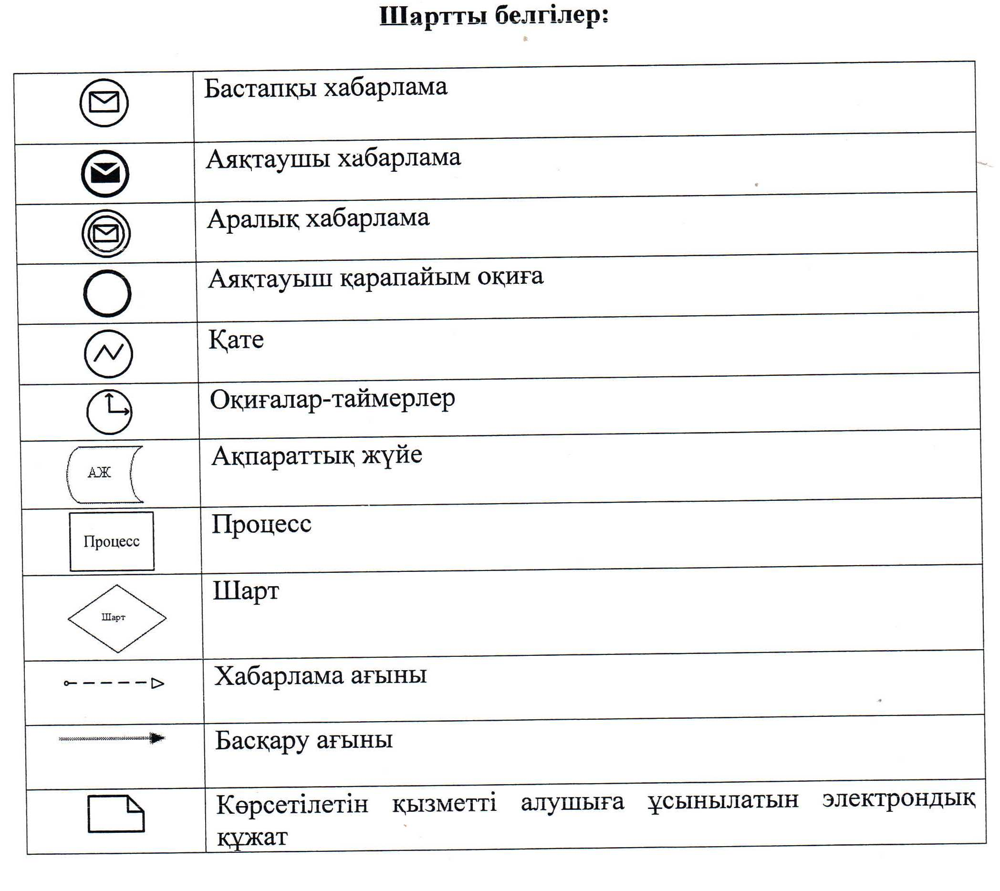 Шартты белгілер:
Бастапқы хабарлама
Аяқтаушы хабарлама
Аралық хабарлама
Аяқтауыш қарапайым оқиға
Қате
Оқиғалар-таймерлер
АЖ
Ақпараттық жүйе
Процесс
Процесс
Шарт
Шарт
Хабарлама ағыны
Басқару ағыны
Көрсетілетін қызметті алушыға ұсынылатын электрондық
құжат